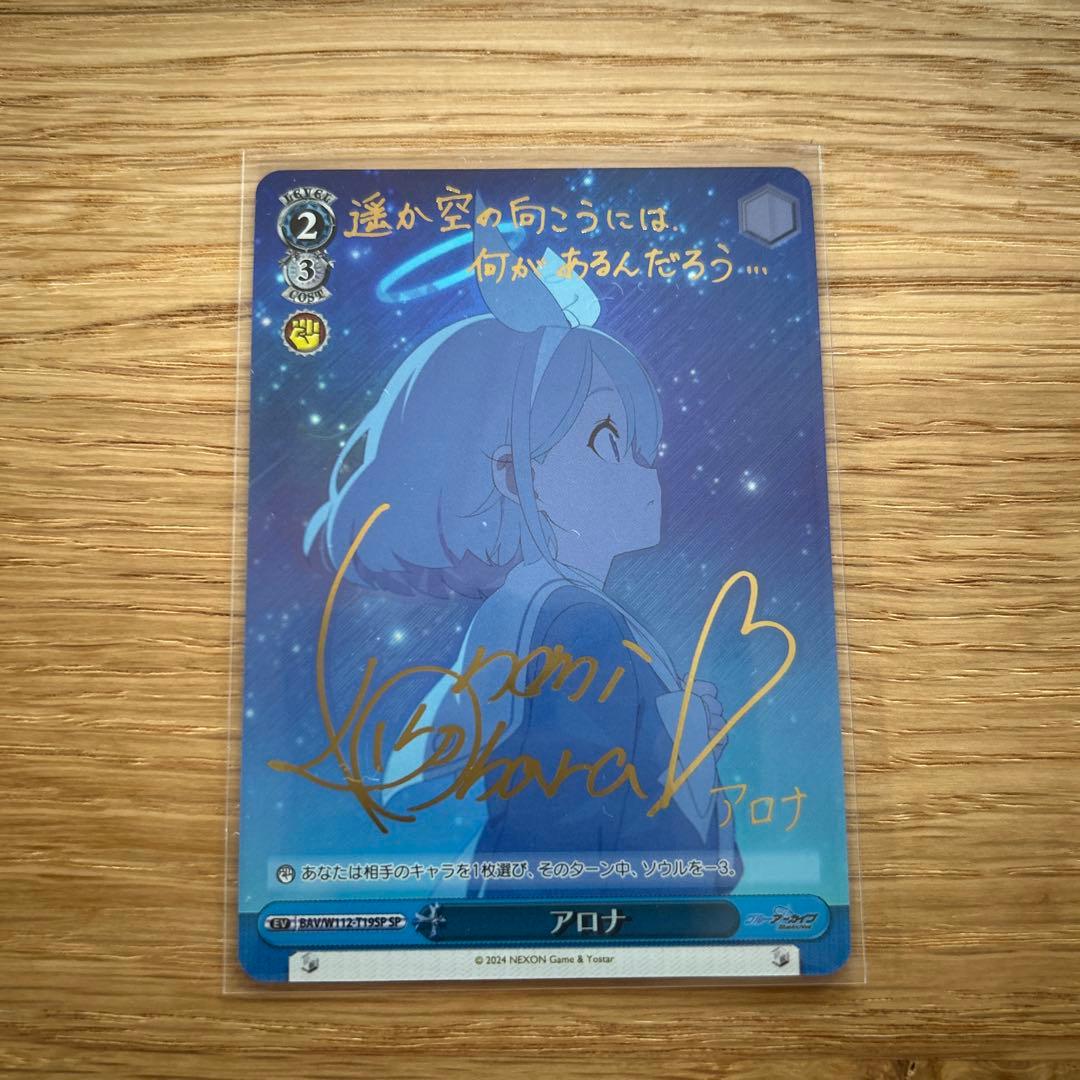 LEVEL
2
3
COST
遥か空の向こうには、
何があるんだろう…
Konomi
Kohara
アロナ
あなたは相手のキャラを1枚選び、そのターン中、ソウルを－3。
EV BAV/W112-T19SP SP
アロナ
ブルーアーカイブ
© 2024 NEXON Game & Yostar